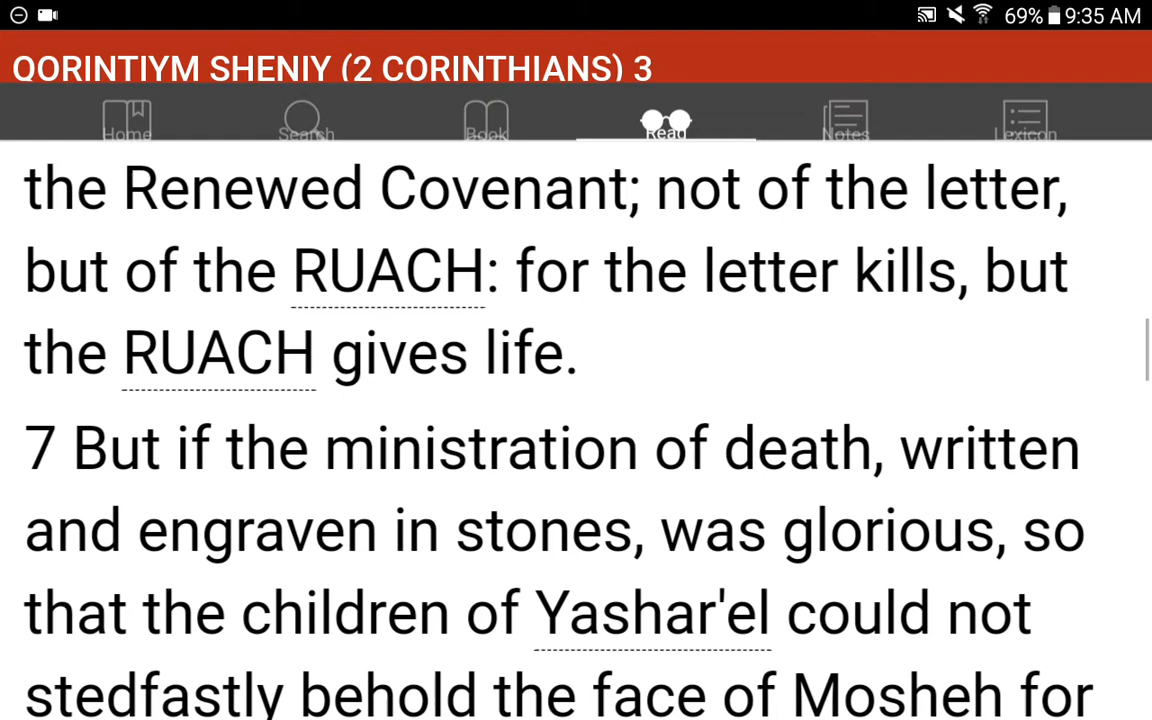 69% 9:35 AM
QORINTIYM SHENIY (2 CORINTHIANS) 3
Home Search Book Read Notes Lexicon
the Renewed Covenant; not of the letter,
but of the RUACH: for the letter kills, but
the RUACH gives life.
7 But if the ministration of death, written
and engraven in stones, was glorious, so
that the children of Yashar'el could not
stedfastly behold the face of Mosheh for